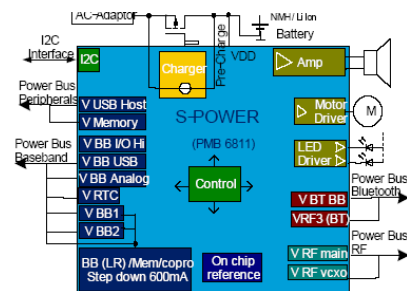 AC-Adaptor
NMH/ Li Ion
Battery
I2C
Interface
I2C
Charger
Pre-Charge
VDD
Amp
Power Bus
Peripherals
V USB Host
V Memory
S-POWER
(PMB 6811)
Motor
Driver
M
V BB I/O Hi
V BB USB
V BB Analog
V RTC
V BB1
V BB2
Power Bus
Baseband
Control
LED
Driver
Power Bus
Bluetooth
V BT BB
VRF3 (BT)
Power Bus
RF
V RF main
V RF vcxo
BB (LR) /Mem/copro
Step down 600mA
On chip
reference